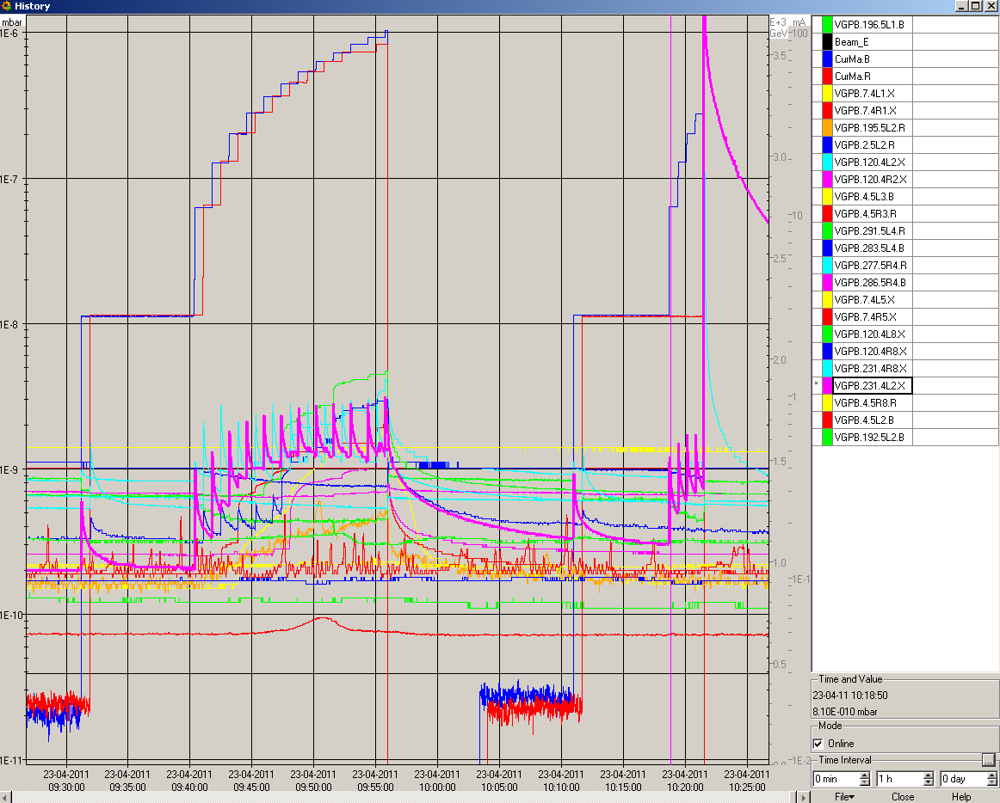 History
mbar
E+3 mA
GeV 100
1E-6
3.5
1E-7
3.0
10
2.5
1E-8
2.0
1
1E-9
1.5
1.0
1E-1
1E-10
0.5
1E-11
0.0 1E-2
23-04-2011 23-04-2011 23-04-2011 23-04-2011 23-04-2011 23-04-2011 23-04-2011 23-04-2011 23-04-2011 23-04-2011 23-04-2011 23-04-2011
09:30:00 09:35:00 09:40:00 09:45:00 09:50:00 09:55:00 10:00:00 10:05:00 10:10:00 10:15:00 10:20:00 10:25:00
VGPB.196.5L1.B
Beam_E
CurMa.B
CurMa.R
VGPB.7.4L1.X
VGPB.7.4R1.X
VGPB.195.5L2.R
VGPB.2.5L2.R
VGPB.120.4L2.X
VGPB.120.4R2.X
VGPB.4.5L3.B
VGPB.4.5R3.R
VGPB.291.5L4.R
VGPB.283.5L4.B
VGPB.277.5R4.R
VGPB.286.5R4.B
VGPB.7.4L5.X
VGPB.7.4R5.X
VGPB.120.4L8.X
VGPB.120.4R8.X
VGPB.231.4R8.X
* VGPB.231.4L2.X
VGPB.4.5R8.R
VGPB.4.5L2.B
VGPB.192.5L2.B
Time and Value
23-04-11 10:18:50
8.10E-010 mbar
Mode
Online
Time Interval
...
0 min 1 h 0 day
File Close Help